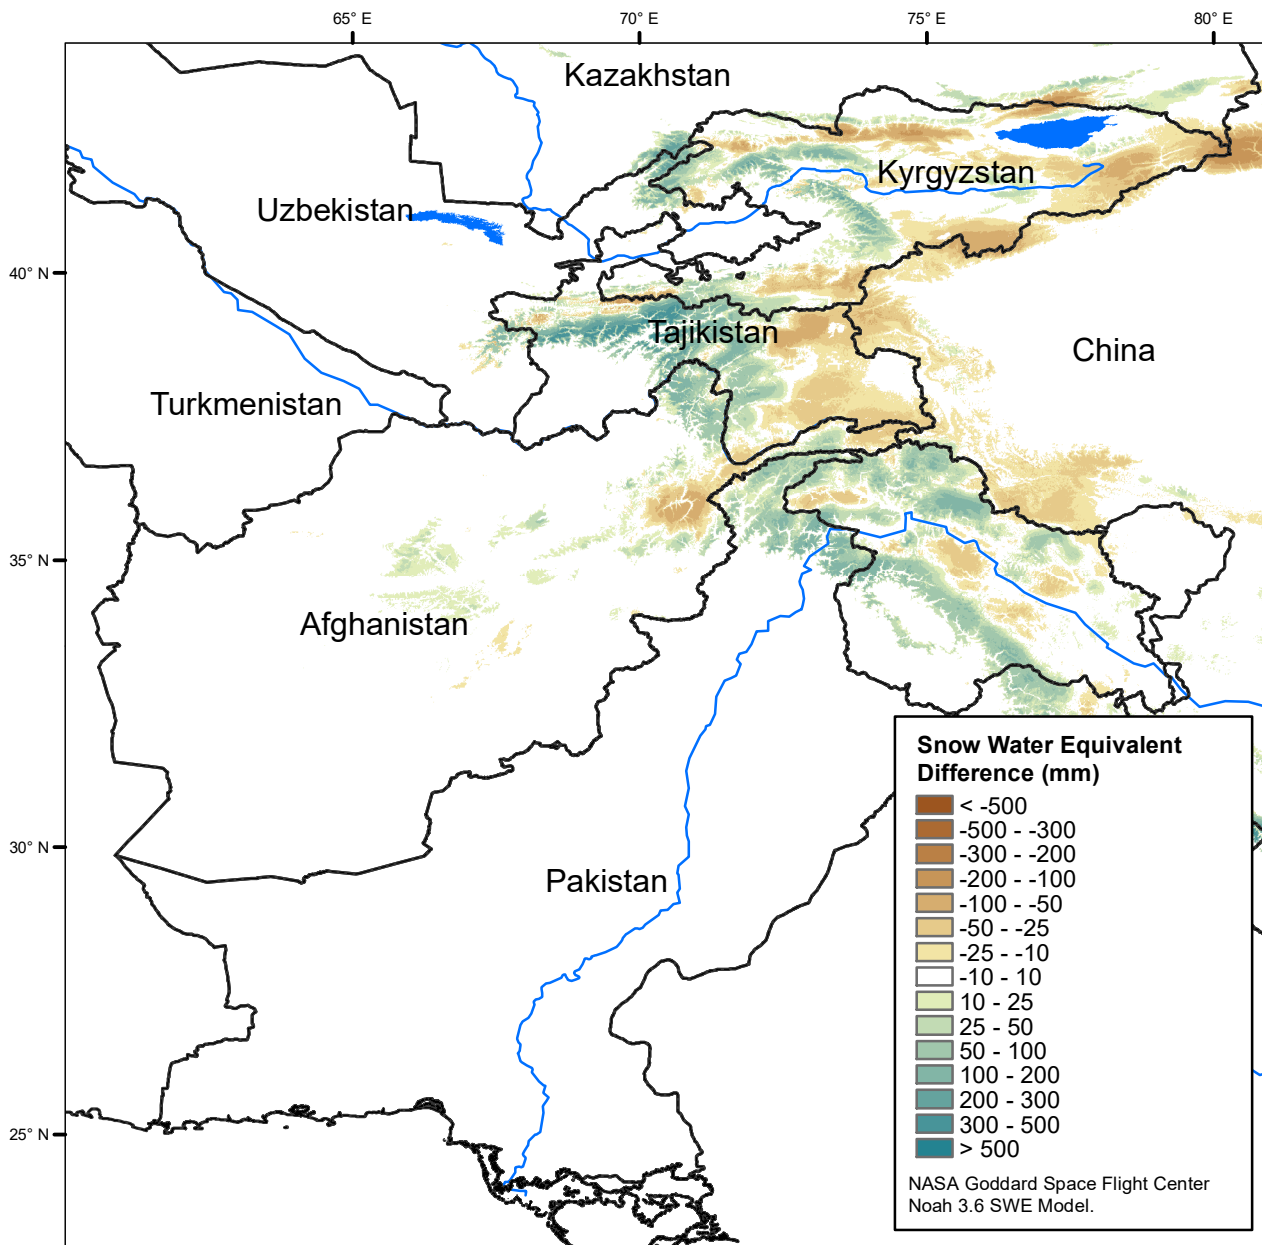 65° E
70° E
75° E
80° E
Kazakhstan
Kyrgyzstan
Uzbekistan
40° N
Tajikistan
China
Turkmenistan
35° N
Afghanistan
Snow Water Equivalent
Difference (mm)
< -500
-500 - -300
-300 - -200
-200 - -100
-100 - -50
-50 - -25
-25 - -10
-10 - 10
10 - 25
25 - 50
50 - 100
100 - 200
200 - 300
300 - 500
> 500
30° N
Pakistan
25° N
NASA Goddard Space Flight Center
Noah 3.6 SWE Model.